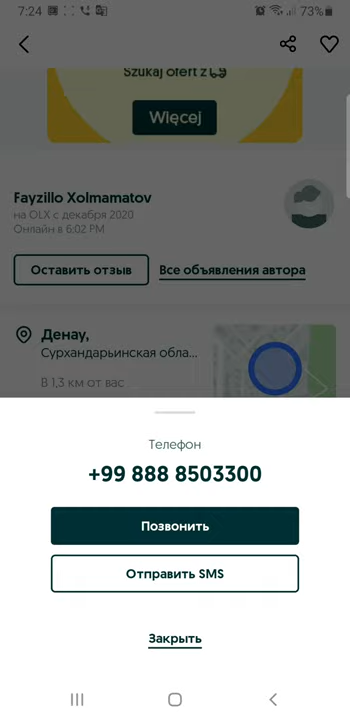 7:24
73%
Szukaj ofert z
Więcej
Fayzillo Xolmamatov
на OLX с декабря 2020
Онлайн в 6:02 PM
Оставить отзыв
Все объявления автора
Денау,
Сурхандарьинская обла...
В 1,3 км от вас
Телефон
+99 888 8503300
Позвонить
Отправить SMS
Закрыть